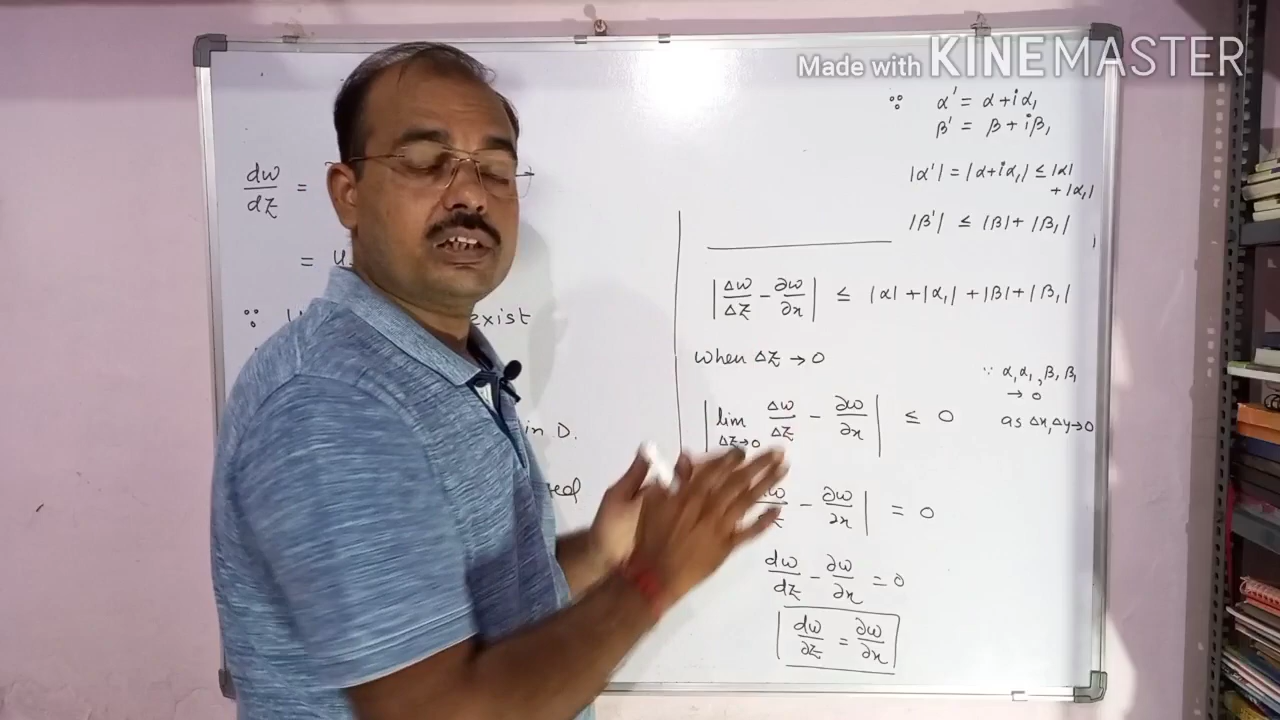 Made with KINEMASTER
dw/dz =
= u
∵ u exist
in D.
∵ α' = α + iα₁
β' = β + iβ₁
|α'| = |α+iα₁| ≤ |α|
+ |α₁|
|β'| ≤ |β| + |β₁|
|Δw/Δz − ∂w/∂x| ≤ |α| + |α₁| + |β| + |β₁|
when Δz → 0
∵ α, α₁, β, β₁
→ 0
as Δx, Δy → 0
|lim Δz→0 Δw/Δz − ∂w/∂x| ≤ 0
− ∂w/∂x| = 0
dw/dz − ∂w/∂x = 0
dw/∂z = ∂w/∂x